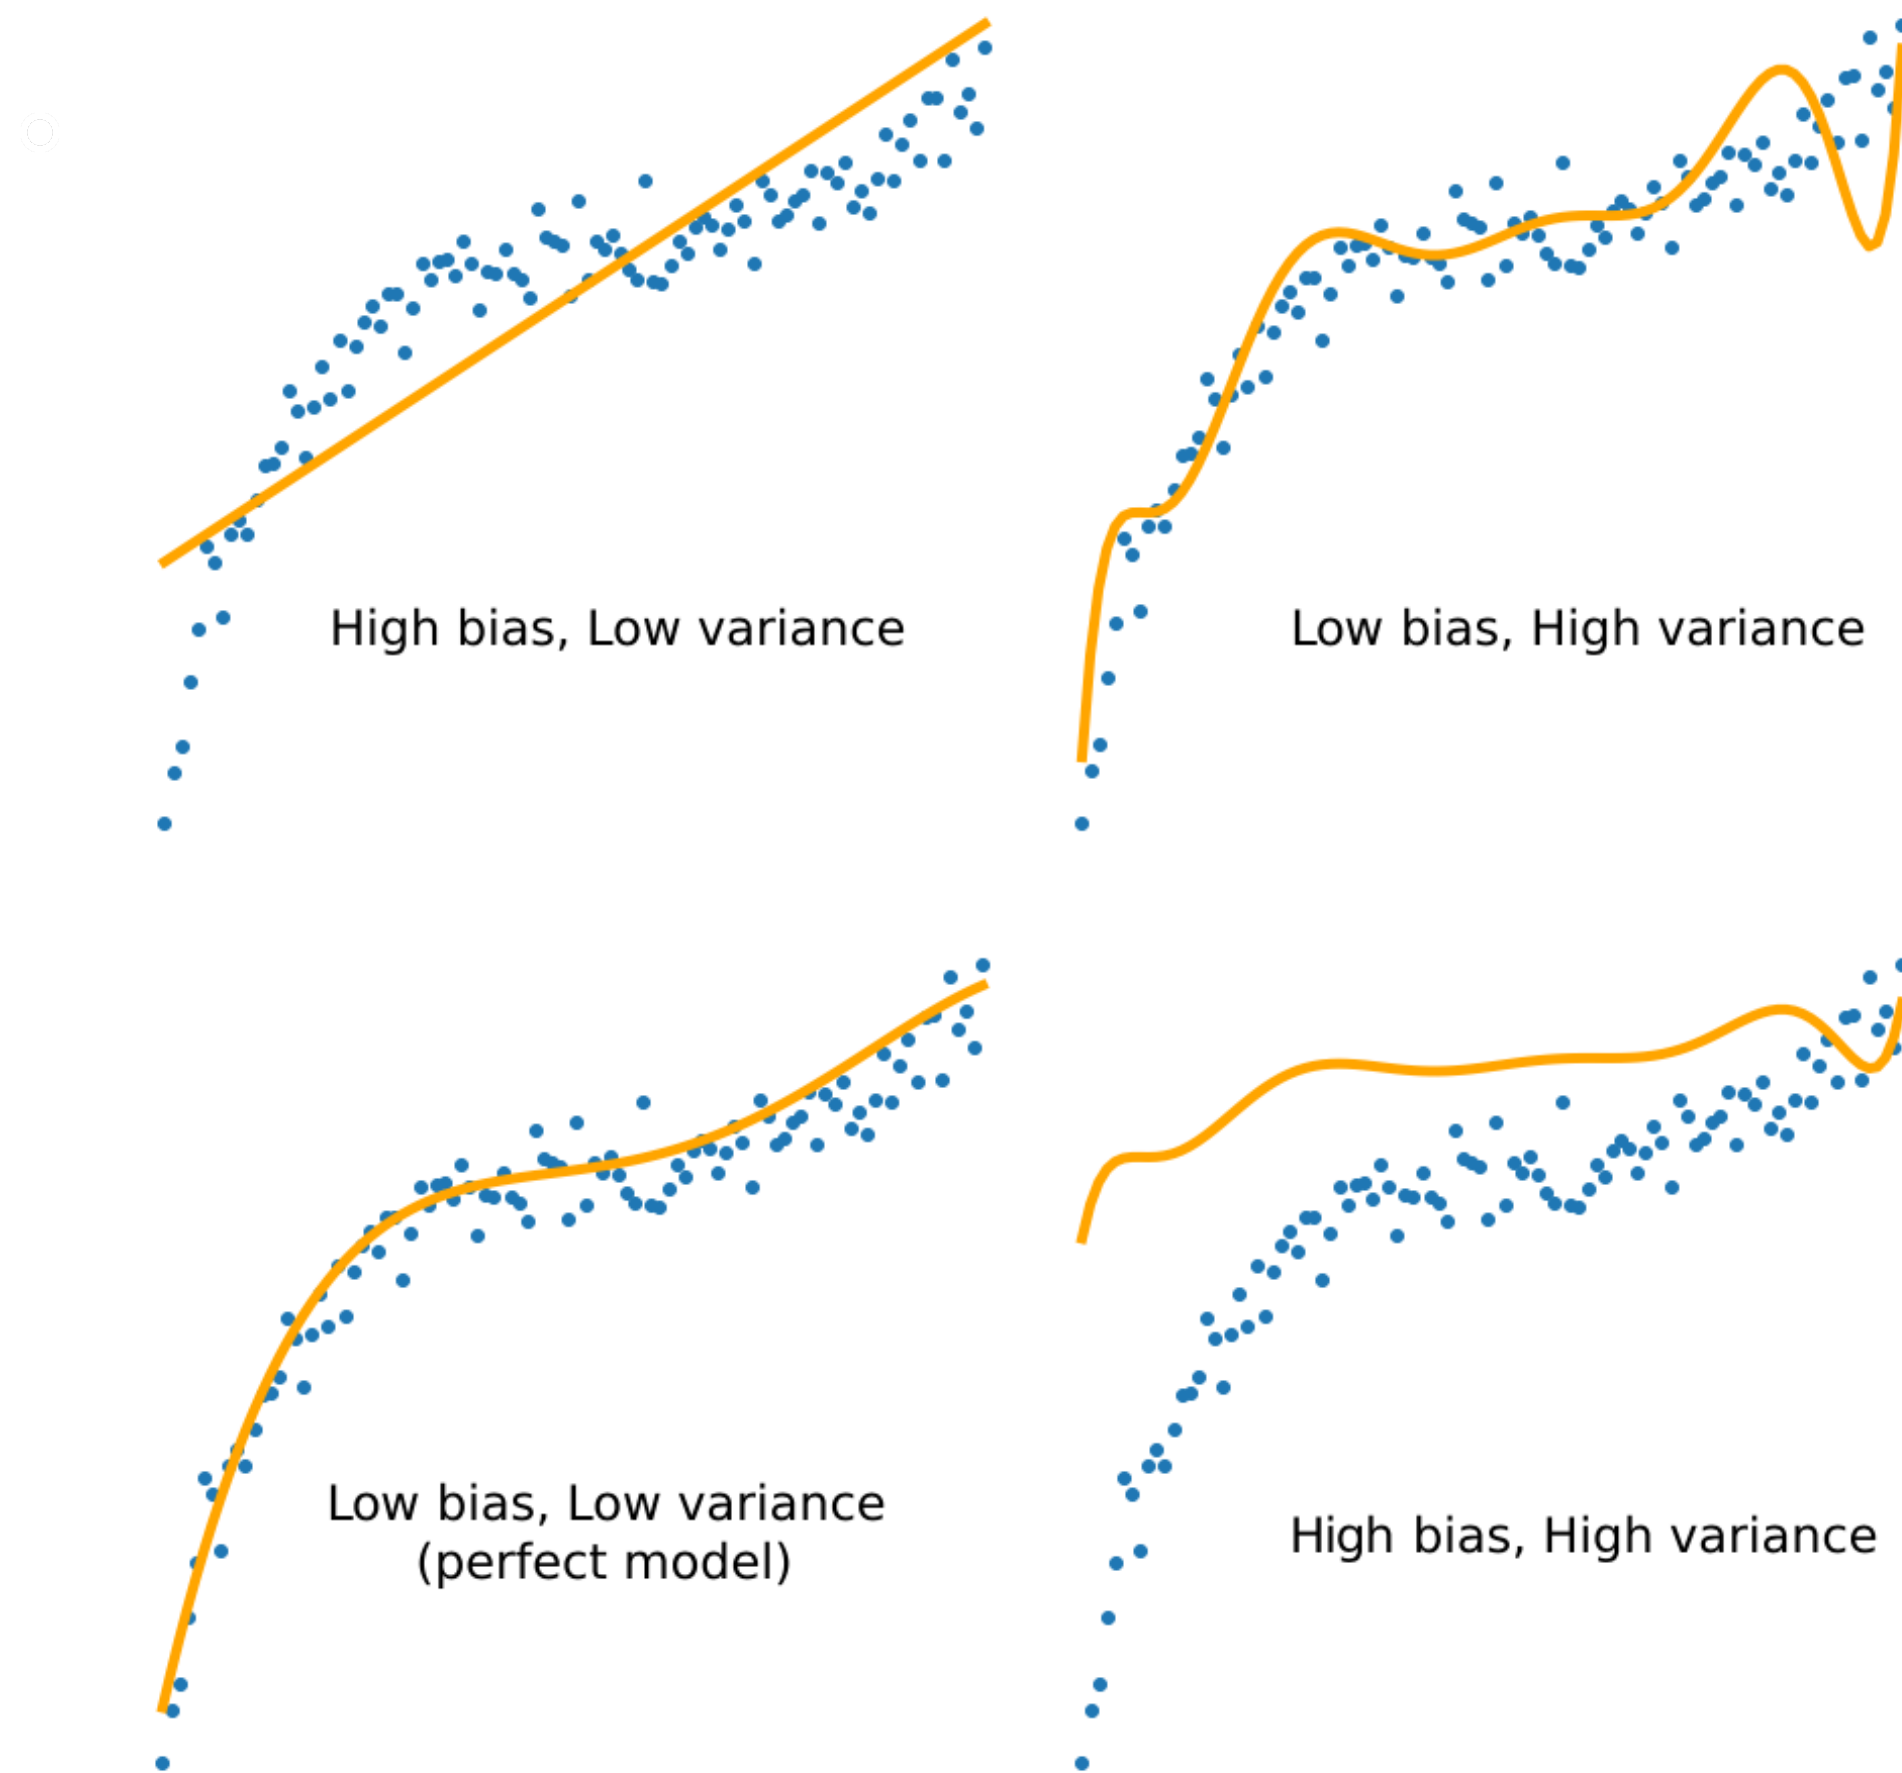 High bias, Low variance
Low bias, High variance
Low bias, Low variance
(perfect model)
High bias, High variance